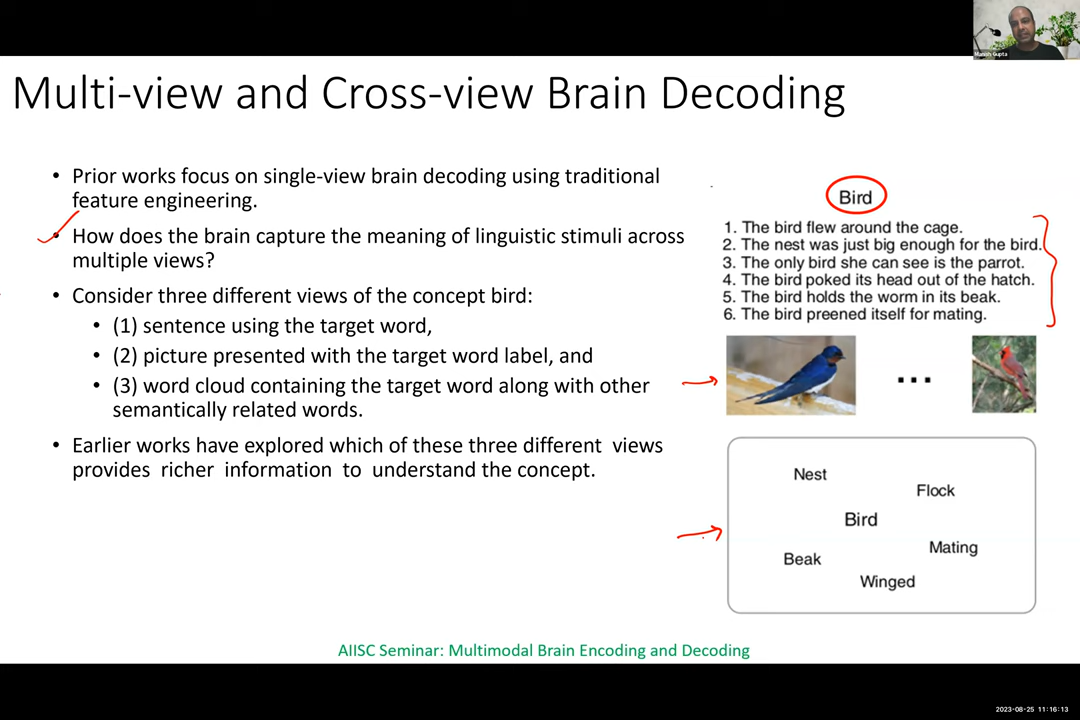 Manish Gupta
Multi-view and Cross-view Brain Decoding
• Prior works focus on single-view brain decoding using traditional
feature engineering.
• How does the brain capture the meaning of linguistic stimuli across
multiple views?
• Consider three different views of the concept bird:
• (1) sentence using the target word,
• (2) picture presented with the target word label, and
• (3) word cloud containing the target word along with other
semantically related words.
• Earlier works have explored which of these three different views
provides richer information to understand the concept.
Bird
1. The bird flew around the cage.
2. The nest was just big enough for the bird.
3. The only bird she can see is the parrot.
4. The bird poked its head out of the hatch.
5. The bird holds the worm in its beak.
6. The bird preened itself for mating.
...
Nest
Flock
Bird
Mating
Beak
Winged
AIISC Seminar: Multimodal Brain Encoding and Decoding
2023-08-25 11:16:13